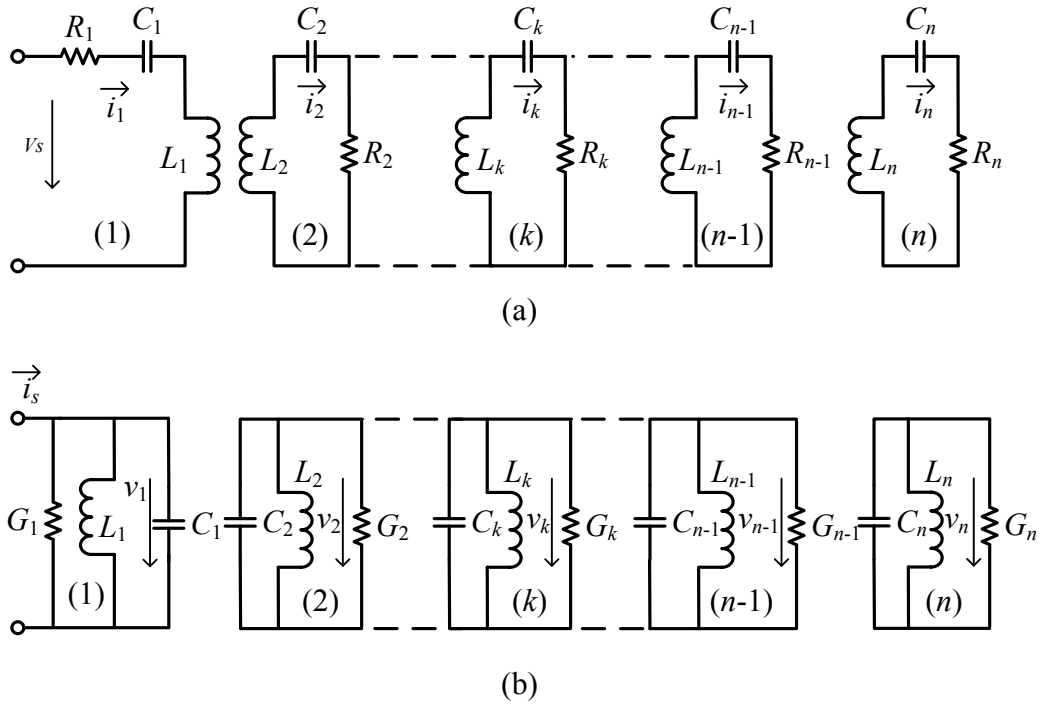 R1 C1 C2 Ck Cn-1 Cn
i1 i2 ik in-1 in
Vs L1 L2 R2 Lk Rk Ln-1 Rn-1 Ln Rn
(1) (2) (k) (n-1) (n)
(a)
is
L2 Lk Ln-1 Ln
v1
G1 L1 C1 C2 v2 G2 Ck vk Gk Cn-1 vn-1 Gn-1 Cn vn Gn
(1) (2) (k) (n-1) (n)
(b)